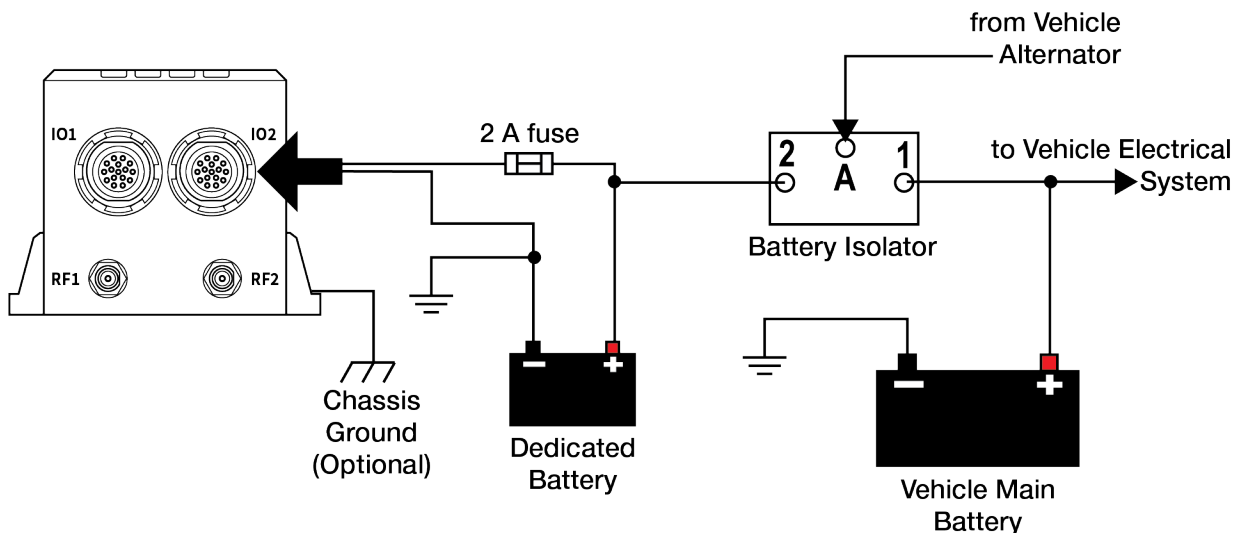 from Vehicle
Alternator
IO1
IO2
2 A fuse
2
A
1
to Vehicle Electrical
System
Battery Isolator
RF1
RF2
Chassis
Ground
(Optional)
Dedicated
Battery
Vehicle Main
Battery